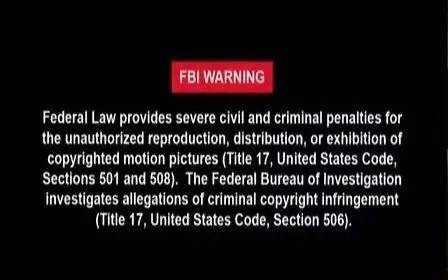 FBI WARNING
Federal Law provides severe civil and criminal penalties for
the unauthorized reproduction, distribution, or exhibition of
copyrighted motion pictures (Title 17, United States Code,
Sections 501 and 508). The Federal Bureau of Investigation
investigates allegations of criminal copyright infringement
(Title 17, United States Code, Section 506).